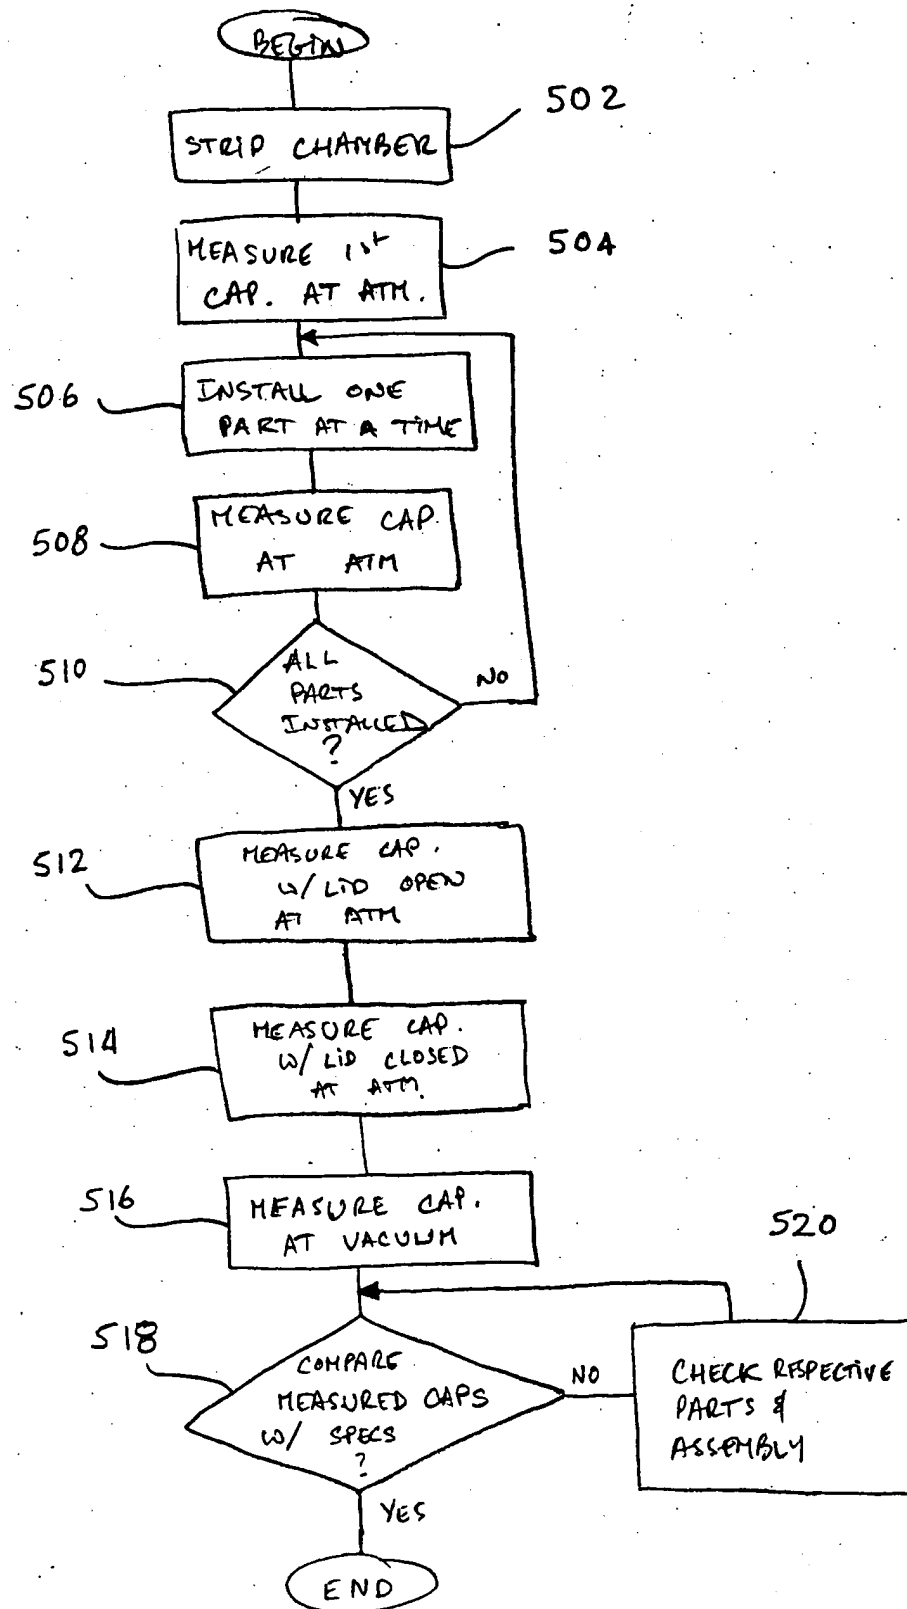 BEGIN
502
STRIP CHAMBER
504
MEASURE 1st
CAP. AT ATM.
506
INSTALL ONE
PART AT A TIME
508
MEASURE CAP.
AT ATM
510
ALL
PARTS
INSTALLED
?
NO
YES
512
MEASURE CAP.
W/ LID OPEN
AT ATM
514
MEASURE CAP.
W/ LID CLOSED
AT ATM.
516
MEASURE CAP.
AT VACUUM
520
518
COMPARE
MEASURED CAPS
W/ SPECS
?
NO
CHECK RESPECTIVE
PARTS &
ASSEMBLY
YES
END